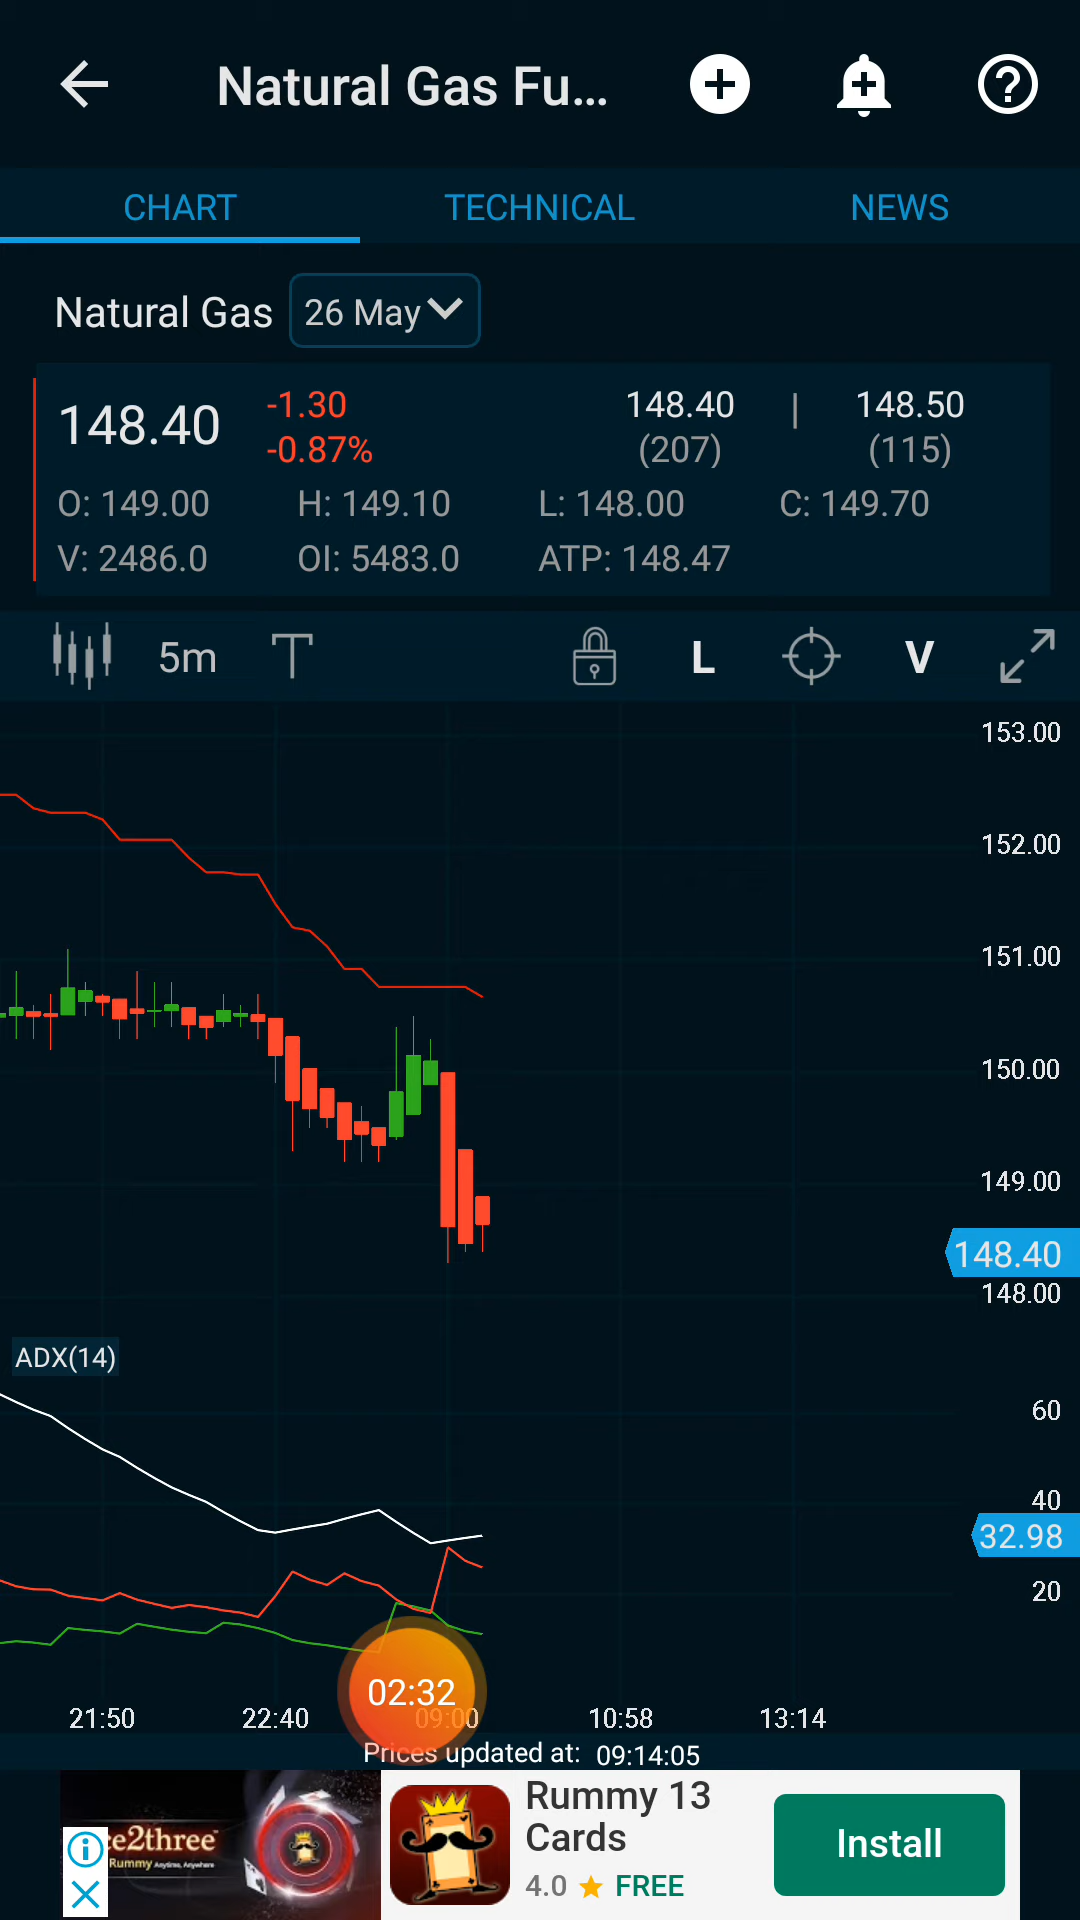 Natural Gas Fu...
CHART TECHNICAL NEWS
Natural Gas 26 May
148.40 -1.30 148.40 | 148.50
-0.87% (207) (115)
O: 149.00 H: 149.10 L: 148.00 C: 149.70
V: 2486.0 OI: 5483.0 ATP: 148.47
5m T L V
153.00
152.00
151.00
150.00
149.00
148.40
148.00
ADX(14)
60
40
32.98
20
02:32
21:50 22:40 09:00 10:58 13:14
Prices updated at: 09:14:05
ce2three
Rummy Anytime, Anywhere
Rummy 13
Cards
4.0 FREE
Install